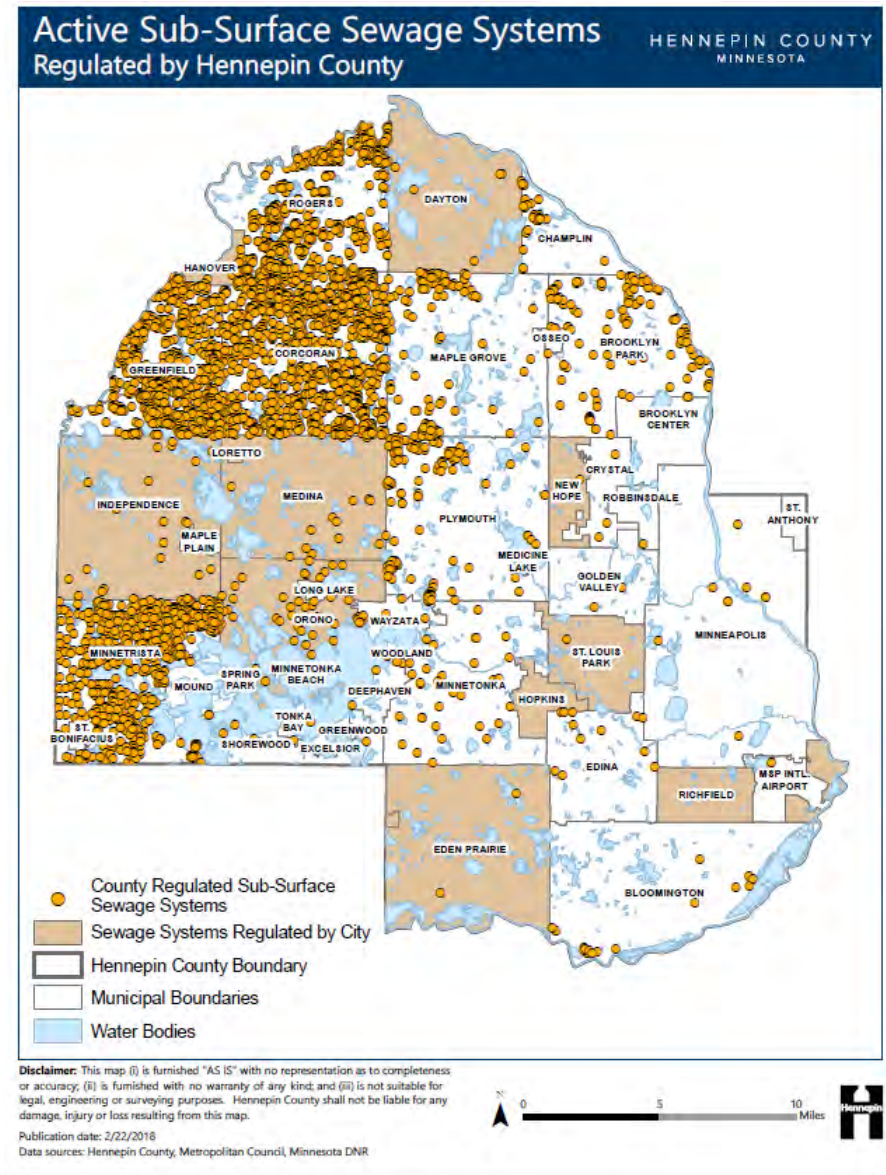 Active Sub-Surface Sewage Systems
Regulated by Hennepin County
HENNEPIN COUNTY
MINNESOTA
DAYTON
ROGERS
CHAMPLIN
HANOVER
OSSEO
BROOKLYN
PARK
CORCORAN
MAPLE GROVE
GREENFIELD
BROOKLYN
CENTER
LORETTO
CRYSTAL
NEW
HOPE
ROBBINSDALE
MEDINA
INDEPENDENCE
ST.
ANTHONY
PLYMOUTH
MAPLE
PLAIN
MEDICINE
LAKE
GOLDEN
VALLEY
LONG LAKE
ORONO
WAYZATA
MINNEAPOLIS
MINNETRISTA
WOODLAND
ST. LOUIS
PARK
SPRING
PARK
MINNETONKA
BEACH
MOUND
DEEPHAVEN
MINNETONKA
HOPKINS
TONKA
BAY
GREENWOOD
ST.
BONIFACIUS
SHOREWOOD
EXCELSIOR
EDINA
MSP INTL.
AIRPORT
RICHFIELD
EDEN PRAIRIE
BLOOMINGTON
County Regulated Sub-Surface
Sewage Systems
Sewage Systems Regulated by City
Hennepin County Boundary
Municipal Boundaries
Water Bodies
Disclaimer: This map (i) is furnished "AS IS" with no representation as to completeness
or accuracy; (ii) is furnished with no warranty of any kind; and (iii) is not suitable for
legal, engineering or surveying purposes. Hennepin County shall not be liable for any
damage, injury or loss resulting from this map.
Publication date: 2/22/2018
Data sources: Hennepin County, Metropolitan Council, Minnesota DNR
N
0 5 10
Miles
Hennepin